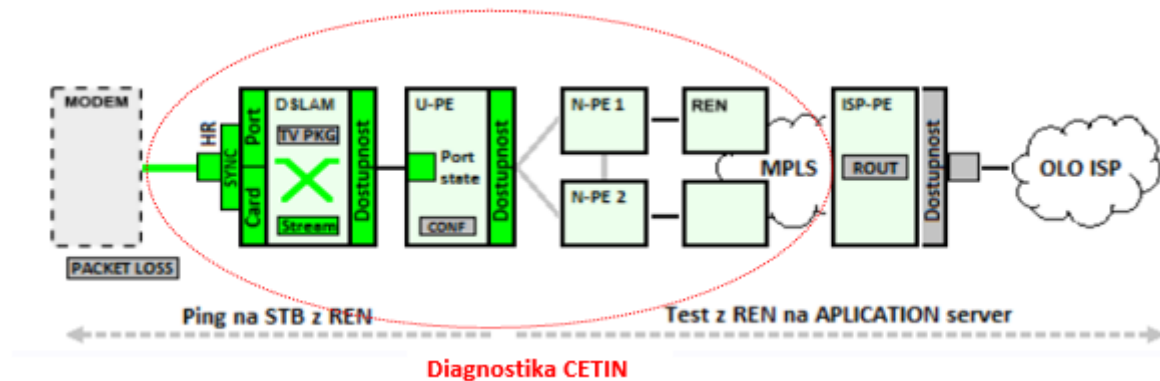 MODEM
PACKET LOSS
HR
SYNC
Port
Card
DSLAM
TV PKG
Stream
Dostupnost
U-PE
Port
state
CONF
Dostupnost
N-PE 1
N-PE 2
REN
MPLS
ISP-PE
ROUT
Dostupnost
OLO ISP
Ping na STB z REN
Test z REN na APLICATION server
Diagnostika CETIN